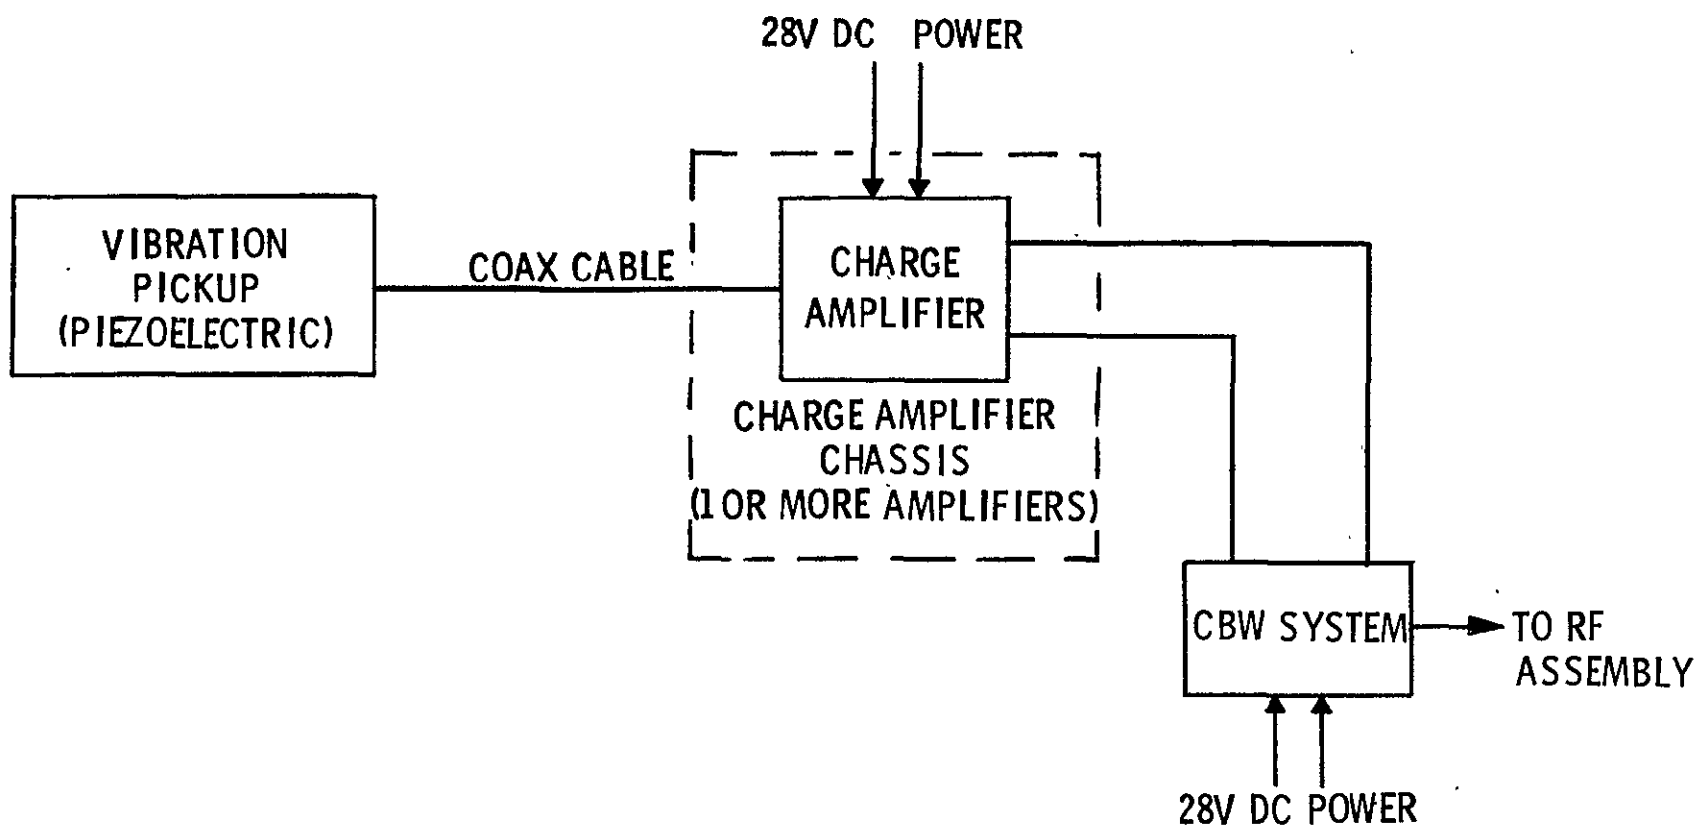 28V DC POWER
VIBRATION
PICKUP
(PIEZOELECTRIC)
COAX CABLE
CHARGE
AMPLIFIER
CHARGE AMPLIFIER
CHASSIS
(1 OR MORE AMPLIFIERS)
CBW SYSTEM
TO RF
ASSEMBLY
28V DC POWER